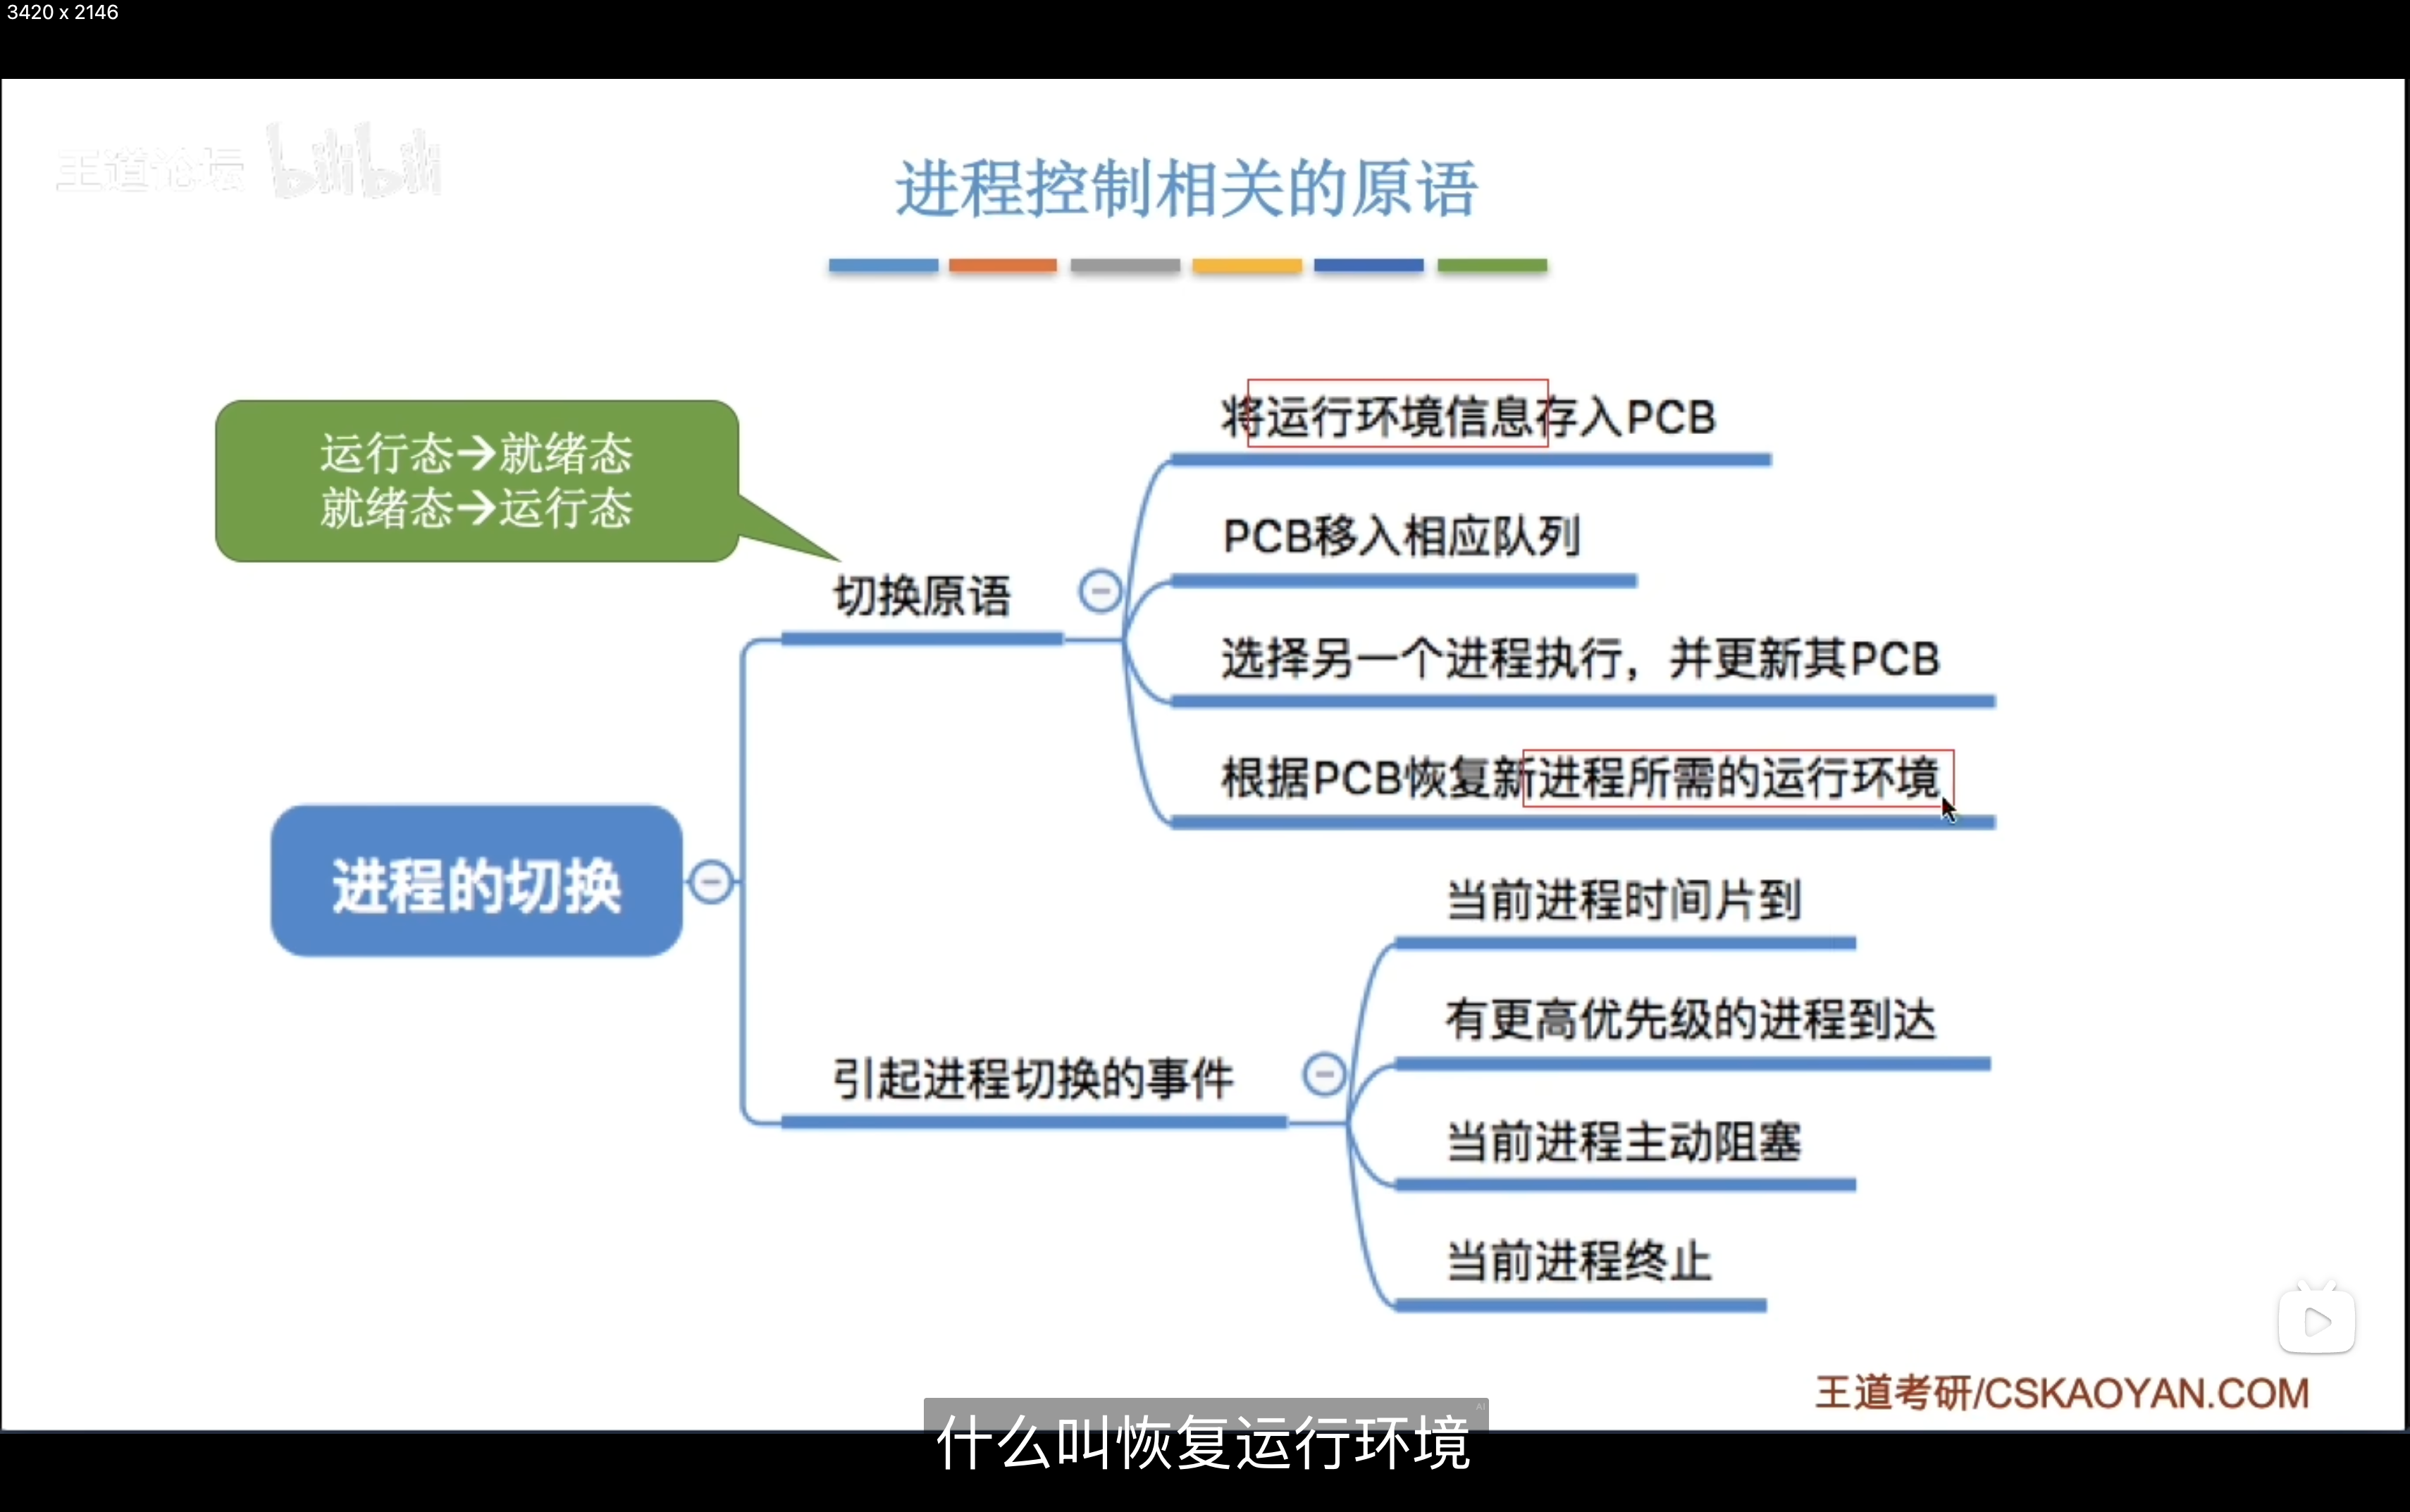 3420 x 2146
王道论坛 bilibili
进程控制相关的原语
运行态→就绪态
就绪态→运行态
将运行环境信息存入PCB
PCB移入相应队列
切换原语
选择另一个进程执行，并更新其PCB
根据PCB恢复新进程所需的运行环境
进程的切换
当前进程时间片到
有更高优先级的进程到达
引起进程切换的事件
当前进程主动阻塞
当前进程终止
王道考研/CSKAOYAN.COM
AI
什么叫恢复运行环境